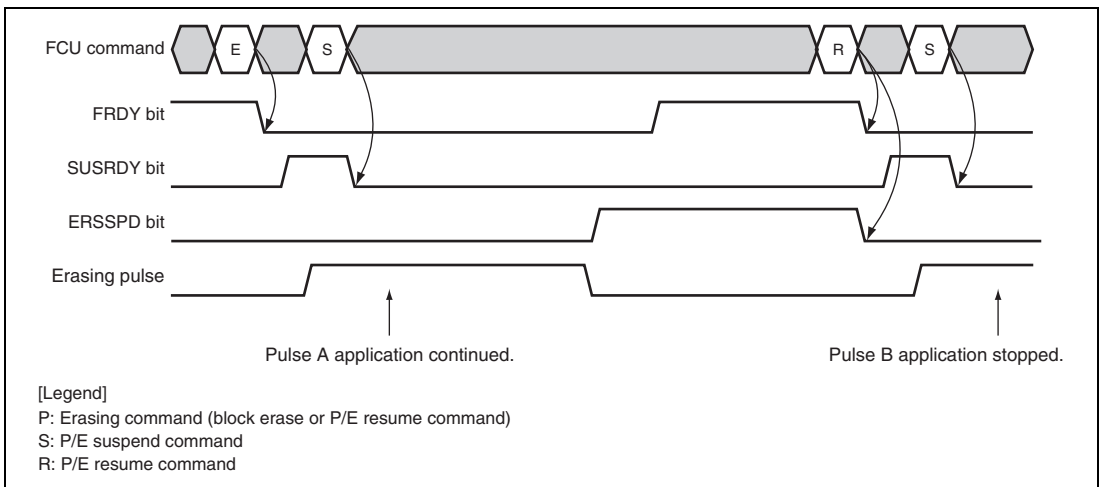 FCU command
E
S
R
S
FRDY bit
SUSRDY bit
ERSSPD bit
Erasing pulse
Pulse A application continued.
Pulse B application stopped.
[Legend]
P: Erasing command (block erase or P/E resume command)
S: P/E suspend command
R: P/E resume command